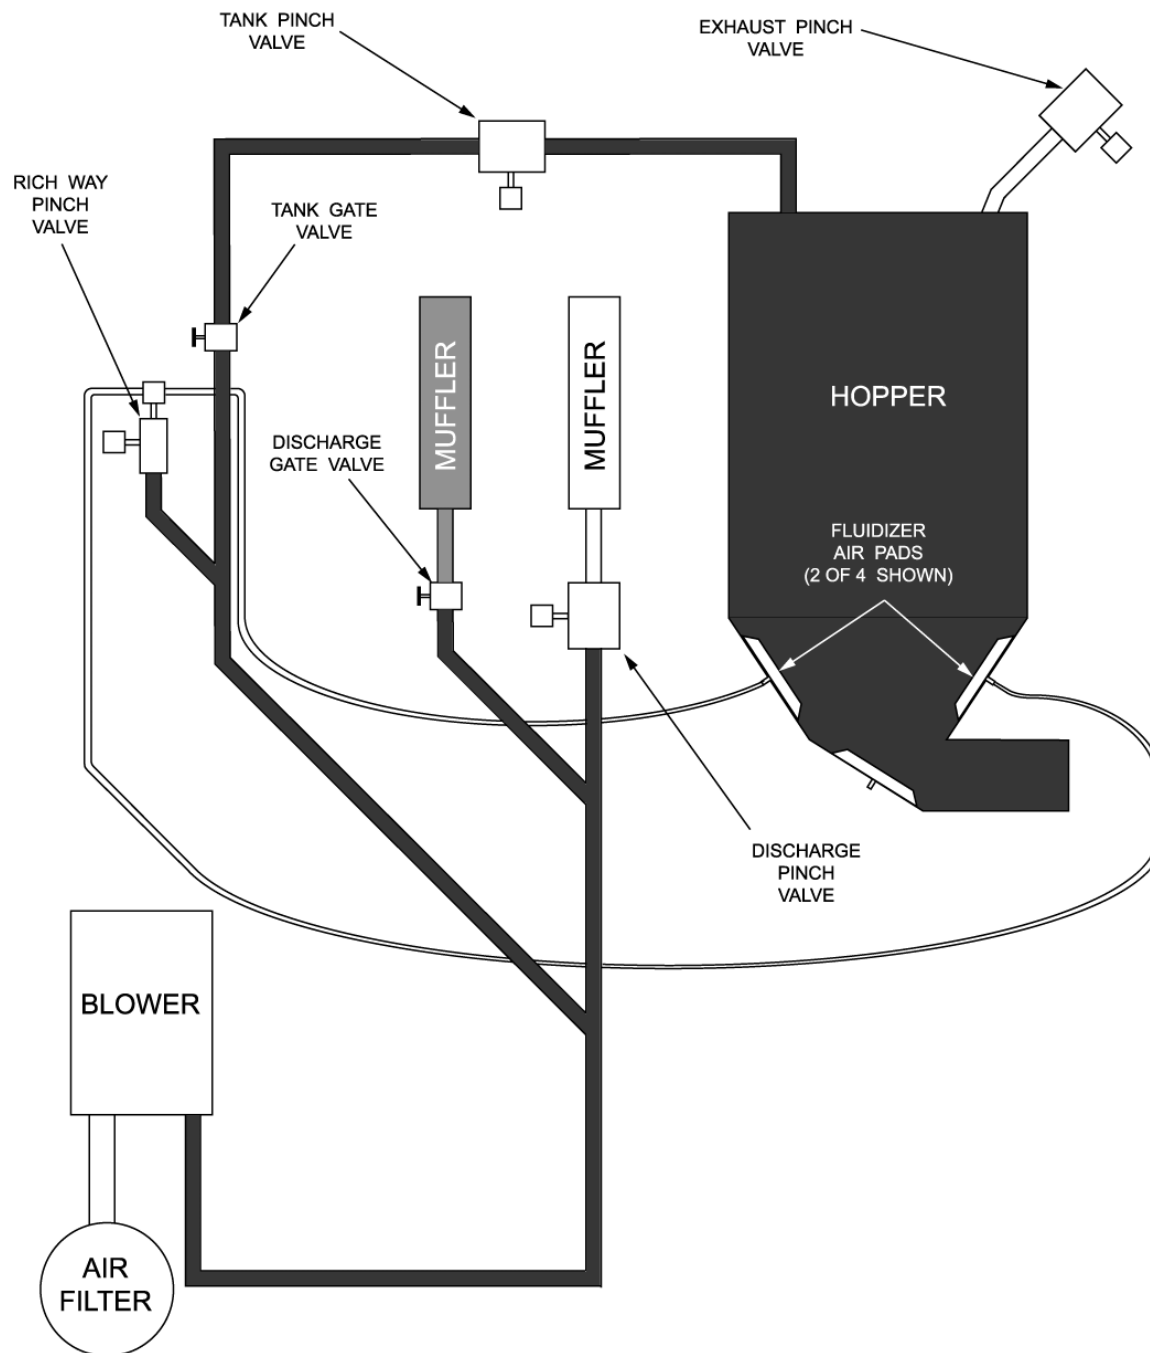 TANK PINCH
VALVE
EXHAUST PINCH
VALVE
RICH WAY
PINCH
VALVE
TANK GATE
VALVE
MUFFLER
MUFFLER
HOPPER
DISCHARGE
GATE VALVE
FLUIDIZER
AIR PADS
(2 OF 4 SHOWN)
DISCHARGE
PINCH
VALVE
BLOWER
AIR
FILTER